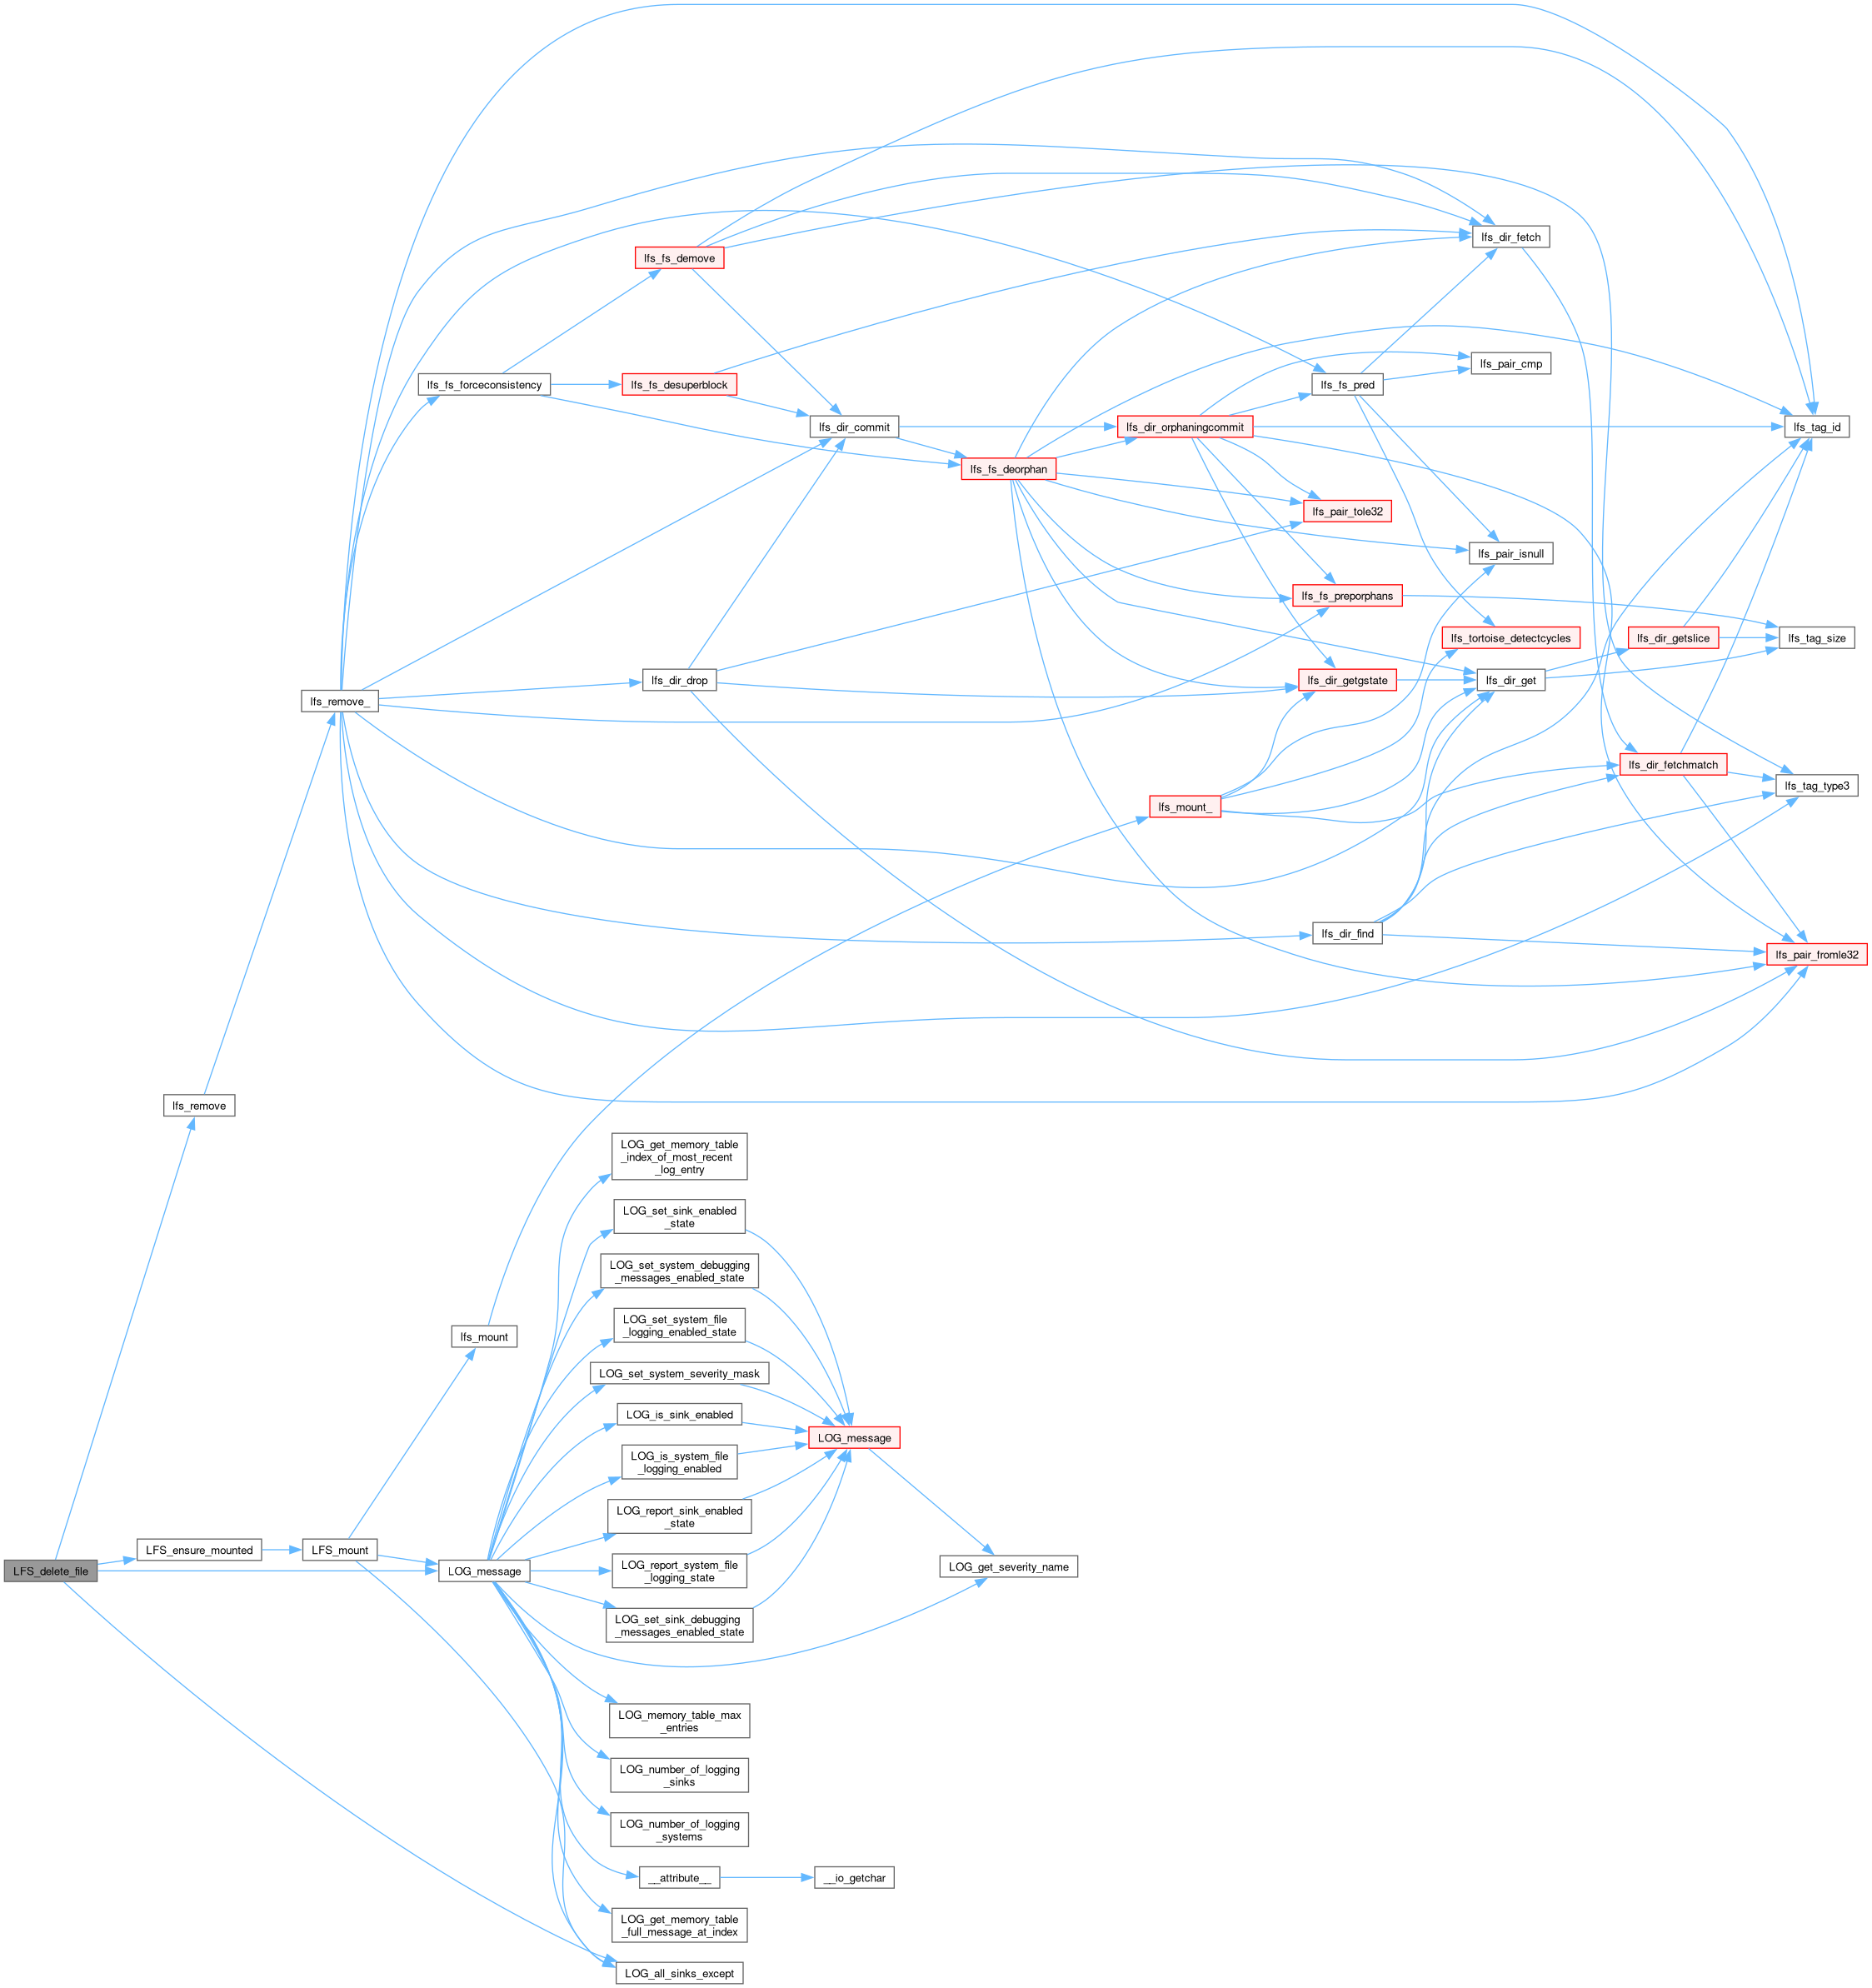 lfs_dir_fetch
lfs_fs_demove
lfs_pair_cmp
lfs_fs_forceconsistency
lfs_fs_desuperblock
lfs_fs_pred
lfs_dir_commit
lfs_dir_orphaningcommit
lfs_tag_id
lfs_fs_deorphan
lfs_pair_tole32
lfs_pair_isnull
lfs_fs_preporphans
lfs_tortoise_detectcycles
lfs_dir_getslice
lfs_tag_size
lfs_remove_
lfs_dir_drop
lfs_dir_getgstate
lfs_dir_get
lfs_dir_fetchmatch
lfs_tag_type3
lfs_mount_
lfs_dir_find
lfs_pair_fromle32
lfs_remove
LOG_get_memory_table
_index_of_most_recent
_log_entry
LOG_set_sink_enabled
_state
LOG_set_system_debugging
_messages_enabled_state
lfs_mount
LOG_set_system_file
_logging_enabled_state
LOG_set_system_severity_mask
LOG_is_sink_enabled
LOG_message
LOG_is_system_file
_logging_enabled
LOG_report_sink_enabled
_state
LFS_ensure_mounted
LFS_mount
LFS_delete_file
LOG_message
LOG_report_system_file
_logging_state
LOG_get_severity_name
LOG_set_sink_debugging
_messages_enabled_state
LOG_memory_table_max
_entries
LOG_number_of_logging
_sinks
LOG_number_of_logging
_systems
__attribute__
__io_getchar
LOG_get_memory_table
_full_message_at_index
LOG_all_sinks_except